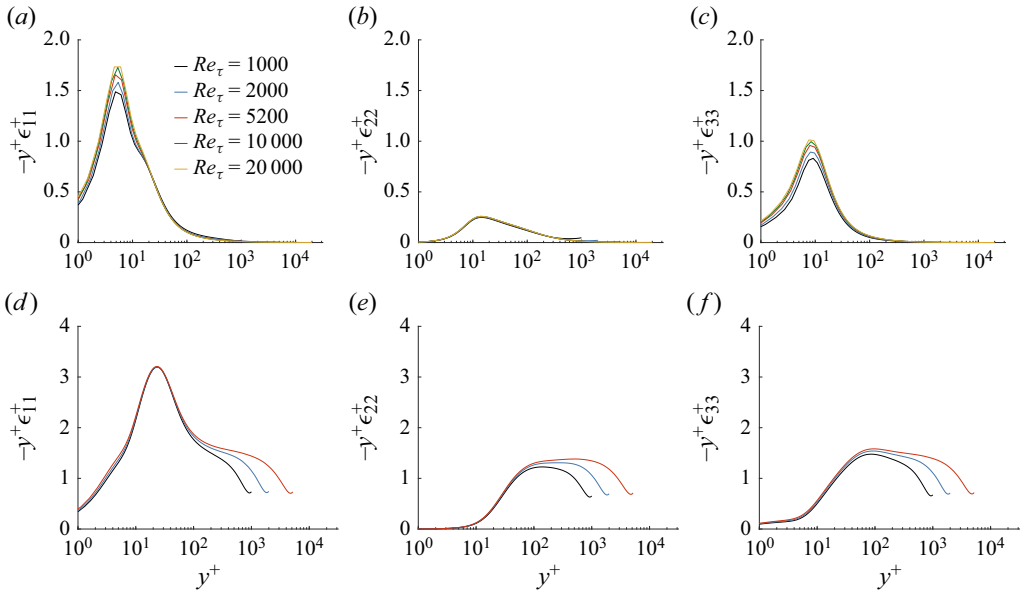 (a) (b) (c)
2.0 2.0 2.0
Re_τ = 1000
Re_τ = 2000
Re_τ = 5200
Re_τ = 10 000
Re_τ = 20 000
1.5 1.5 1.5
1.0 1.0 1.0
0.5 0.5 0.5
0 0 0
−y⁺ϵ⁺₁₁ −y⁺ϵ⁺₂₂ −y⁺ϵ⁺₃₃
10⁰ 10¹ 10² 10³ 10⁴ 10⁰ 10¹ 10² 10³ 10⁴ 10⁰ 10¹ 10² 10³ 10⁴
(d) (e) (f)
4 4 4
3 3 3
2 2 2
1 1 1
0 0 0
−y⁺ϵ⁺₁₁ −y⁺ϵ⁺₂₂ −y⁺ϵ⁺₃₃
10⁰ 10¹ 10² 10³ 10⁴ 10⁰ 10¹ 10² 10³ 10⁴ 10⁰ 10¹ 10² 10³ 10⁴
y⁺ y⁺ y⁺